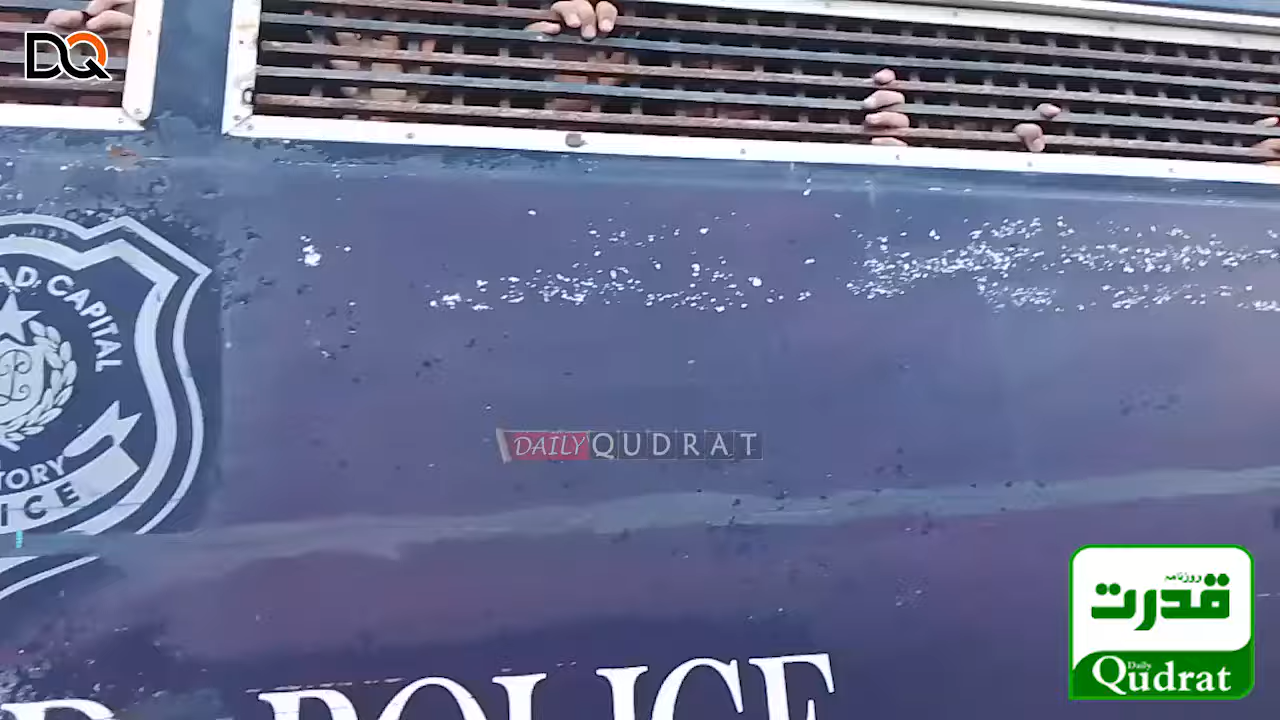 DQ
AD, CAPITAL
TORY
ICE
DAILY QUDRAT
روزنامہ
قدرت
Daily
Qudrat
POLICE